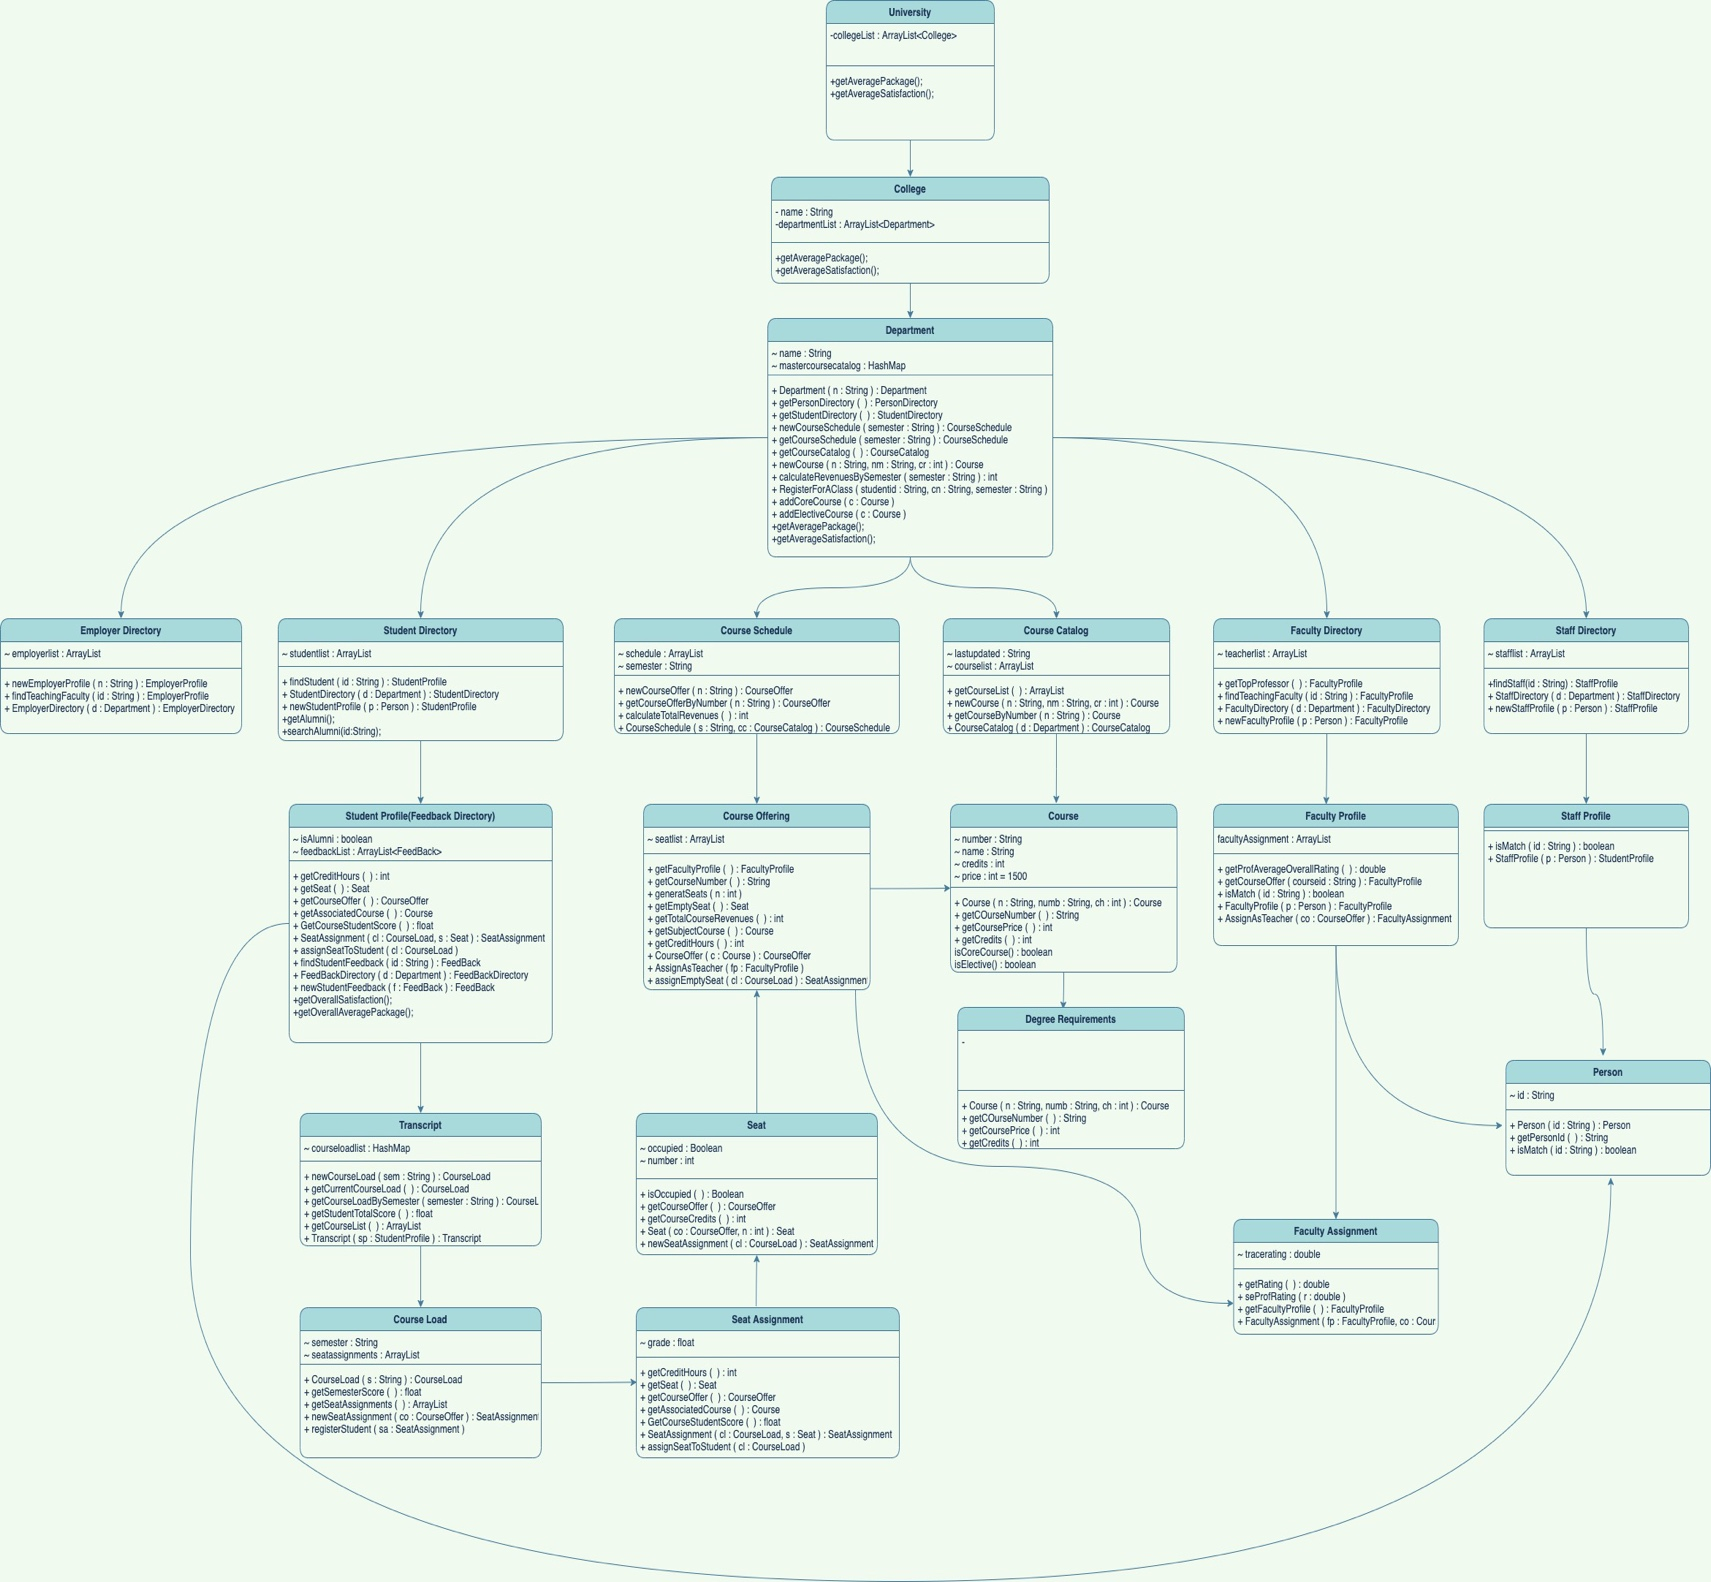 University
-collegeList : ArrayList<College>
+getAveragePackage();
+getAverageSatisfaction();
College
- name : String
-departmentList : ArrayList<Department>
+getAveragePackage();
+getAverageSatisfaction();
Department
~ name : String
~ mastercoursecatalog : HashMap
+ Department ( n : String ) : Department
+ getPersonDirectory (  ) : PersonDirectory
+ getStudentDirectory (  ) : StudentDirectory
+ newCourseSchedule ( semester : String ) : CourseSchedule
+ getCourseSchedule ( semester : String ) : CourseSchedule
+ getCourseCatalog (  ) : CourseCatalog
+ newCourse ( n : String, nm : String, cr : int ) : Course
+ calculateRevenuesBySemester ( semester : String ) : int
+ RegisterForAClass ( studentid : String, cn : String, semester : String )
+ addCoreCourse ( c : Course )
+ addElectiveCourse ( c : Course )
+getAveragePackage();
+getAverageSatisfaction();
Employer Directory
~ employerlist : ArrayList
+ newEmployerProfile ( n : String ) : EmployerProfile
+ findTeachingFaculty ( id : String ) : EmployerProfile
+ EmployerDirectory ( d : Department ) : EmployerDirectory
Student Directory
~ studentlist : ArrayList
+ findStudent ( id : String ) : StudentProfile
+ StudentDirectory ( d : Department ) : StudentDirectory
+ newStudentProfile ( p : Person ) : StudentProfile
+getAlumni();
+searchAlumni(id:String);
Course Schedule
~ schedule : ArrayList
~ semester : String
+ newCourseOffer ( n : String ) : CourseOffer
+ getCourseOfferByNumber ( n : String ) : CourseOffer
+ calculateTotalRevenues (  ) : int
+ CourseSchedule ( s : String, cc : CourseCatalog ) : CourseSchedule
Course Catalog
~ lastupdated : String
~ courselist : ArrayList
+ getCourseList (  ) : ArrayList
+ newCourse ( n : String, nm : String, cr : int ) : Course
+ getCourseByNumber ( n : String ) : Course
+ CourseCatalog ( d : Department ) : CourseCatalog
Faculty Directory
~ teacherlist : ArrayList
+ getTopProfessor (  ) : FacultyProfile
+ findTeachingFaculty ( id : String ) : FacultyProfile
+ FacultyDirectory ( d : Department ) : FacultyDirectory
+ newFacultyProfile ( p : Person ) : FacultyProfile
Staff Directory
~ stafflist : ArrayList
+findStaff(id : String) : StaffProfile
+ StaffDirectory ( d : Department ) : StaffDirectory
+ newStaffProfile ( p : Person ) : StaffProfile
Student Profile(Feedback Directory)
~ isAlumni : boolean
~ feedbackList : ArrayList<FeedBack>
+ getCreditHours (  ) : int
+ getSeat (  ) : Seat
+ getCourseOffer (  ) : CourseOffer
+ getAssociatedCourse (  ) : Course
+ GetCourseStudentScore (  ) : float
+ SeatAssignment ( cl : CourseLoad, s : Seat ) : SeatAssignment
+ assignSeatToStudent ( cl : CourseLoad )
+ findStudentFeedback ( id : String ) : FeedBack
+ FeedBackDirectory ( d : Department ) : FeedBackDirectory
+ newStudentFeedback ( f : FeedBack ) : FeedBack
+getOverallSatisfaction();
+getOverallAveragePackage();
Course Offering
~ seatlist : ArrayList
+ getFacultyProfile (  ) : FacultyProfile
+ getCourseNumber (  ) : String
+ generatSeats ( n : int )
+ getEmptySeat (  ) : Seat
+ getTotalCourseRevenues (  ) : int
+ getSubjectCourse (  ) : Course
+ getCreditHours (  ) : int
+ CourseOffer ( c : Course ) : CourseOffer
+ AssignAsTeacher ( fp : FacultyProfile )
+ assignEmptySeat ( cl : CourseLoad ) : SeatAssignment
Course
~ number : String
~ name : String
~ credits : int
~ price : int = 1500
+ Course ( n : String, numb : String, ch : int ) : Course
+ getCOurseNumber (  ) : String
+ getCoursePrice (  ) : int
+ getCredits (  ) : int
isCoreCourse() : boolean
isElective() : boolean
Faculty Profile
facultyAssignment : ArrayList
+ getProfAverageOverallRating (  ) : double
+ getCourseOffer ( courseid : String ) : FacultyProfile
+ isMatch ( id : String ) : boolean
+ FacultyProfile ( p : Person ) : FacultyProfile
+ AssignAsTeacher ( co : CourseOffer ) : FacultyAssignment
Staff Profile
+ isMatch ( id : String ) : boolean
+ StaffProfile ( p : Person ) : StudentProfile
Degree Requirements
-
+ Course ( n : String, numb : String, ch : int ) : Course
+ getCOurseNumber (  ) : String
+ getCoursePrice (  ) : int
+ getCredits (  ) : int
Person
~ id : String
+ Person ( id : String ) : Person
+ getPersonId (  ) : String
+ isMatch ( id : String ) : boolean
Transcript
~ courseloadlist : HashMap
+ newCourseLoad ( sem : String ) : CourseLoad
+ getCurrentCourseLoad (  ) : CourseLoad
+ getCourseLoadBySemester ( semester : String ) : CourseL
+ getStudentTotalScore (  ) : float
+ getCourseList (  ) : ArrayList
+ Transcript ( sp : StudentProfile ) : Transcript
Seat
~ occupied : Boolean
~ number : int
+ isOccupied (  ) : Boolean
+ getCourseOffer (  ) : CourseOffer
+ getCourseCredits (  ) : int
+ Seat ( co : CourseOffer, n : int ) : Seat
+ newSeatAssignment ( cl : CourseLoad ) : SeatAssignment
Faculty Assignment
~ tracerating : double
+ getRating (  ) : double
+ seProfRating ( r : double )
+ getFacultyProfile (  ) : FacultyProfile
+ FacultyAssignment ( fp : FacultyProfile, co : Cour
Course Load
~ semester : String
~ seatassignments : ArrayList
+ CourseLoad ( s : String ) : CourseLoad
+ getSemesterScore (  ) : float
+ getSeatAssignments (  ) : ArrayList
+ newSeatAssignment ( co : CourseOffer ) : SeatAssignment
+ registerStudent ( sa : SeatAssignment )
Seat Assignment
~ grade : float
+ getCreditHours (  ) : int
+ getSeat (  ) : Seat
+ getCourseOffer (  ) : CourseOffer
+ getAssociatedCourse (  ) : Course
+ GetCourseStudentScore (  ) : float
+ SeatAssignment ( cl : CourseLoad, s : Seat ) : SeatAssignment
+ assignSeatToStudent ( cl : CourseLoad )